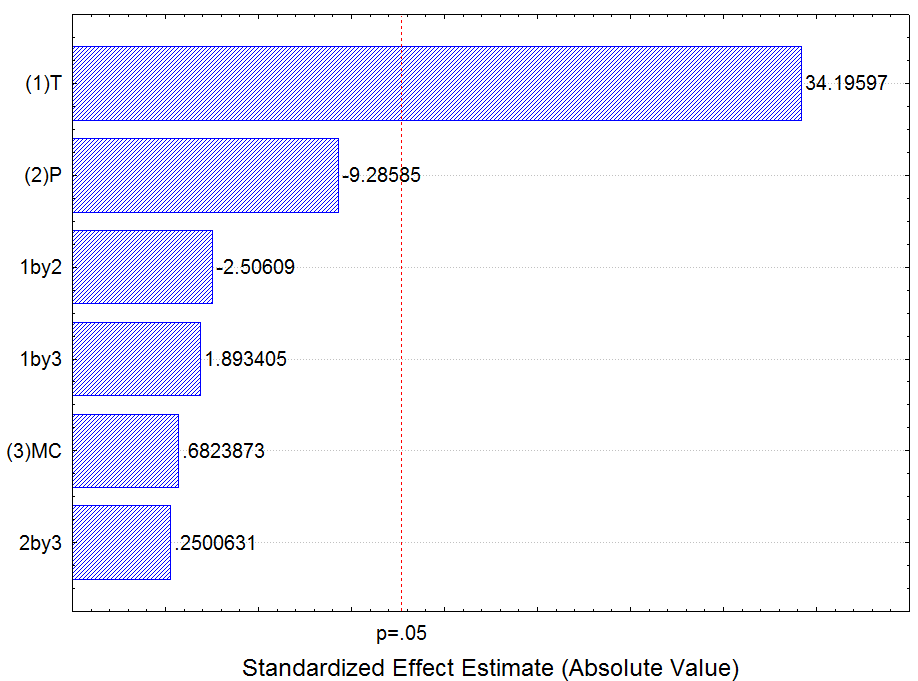 (1)T 34.19597
(2)P -9.28585
1by2 -2.50609
1by3 1.893405
(3)MC .6823873
2by3 .2500631
p=.05
Standardized Effect Estimate (Absolute Value)